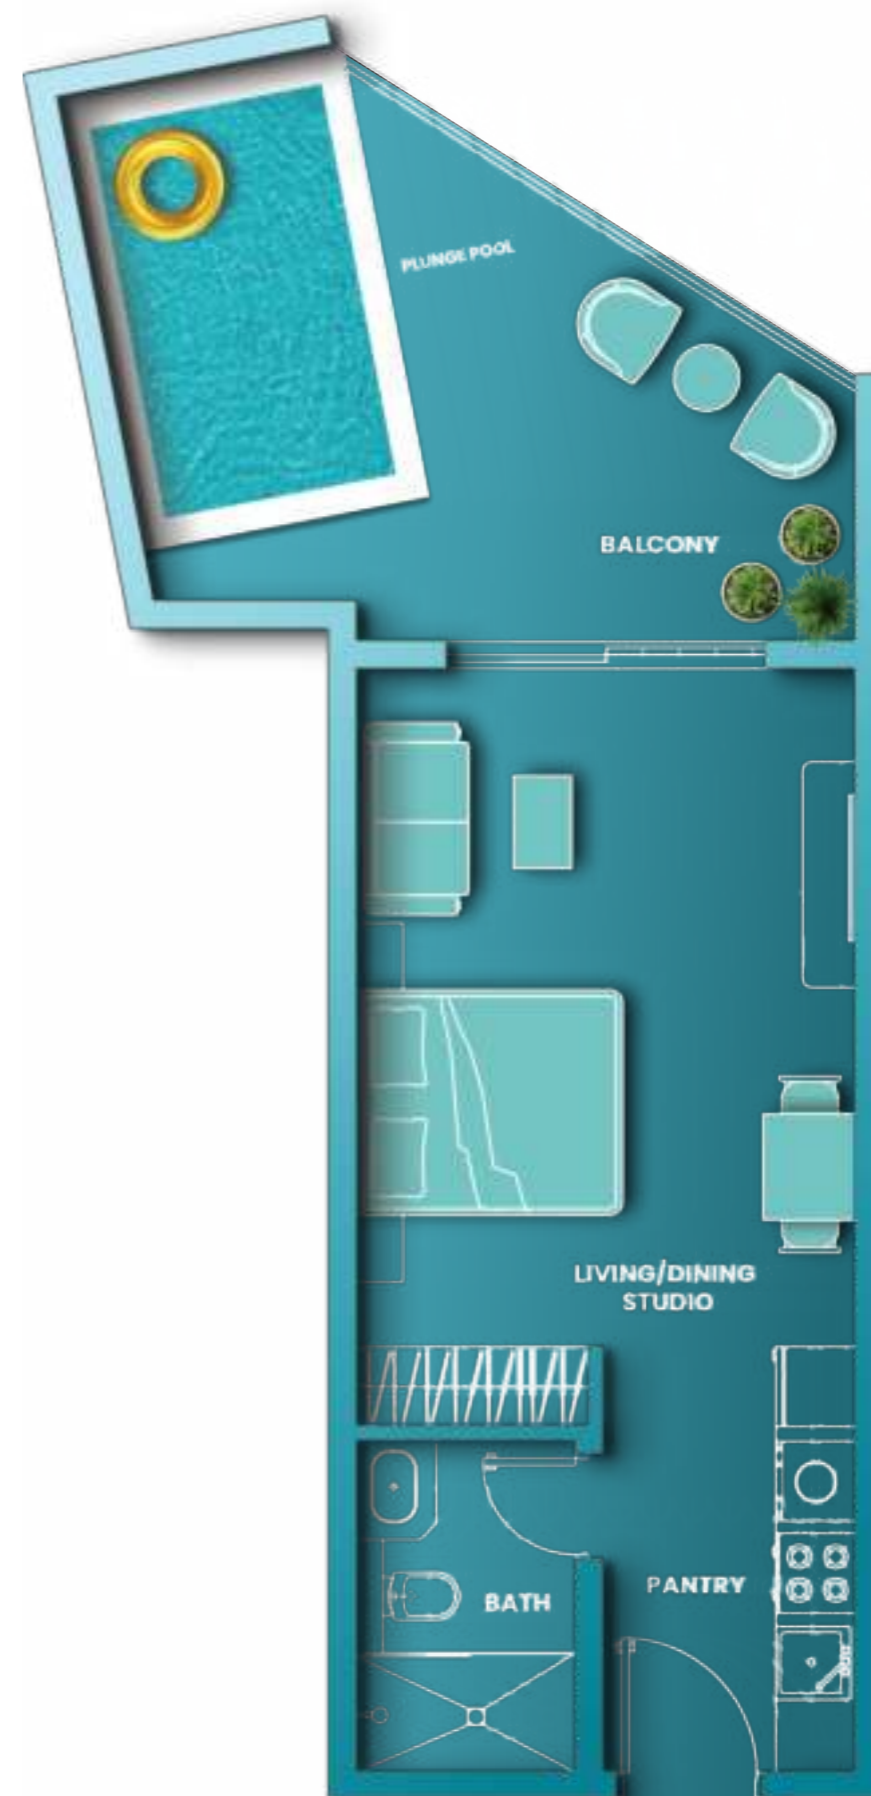 PLUNGE POOL
BALCONY
LIVING/DINING
STUDIO
PANTRY
BATH